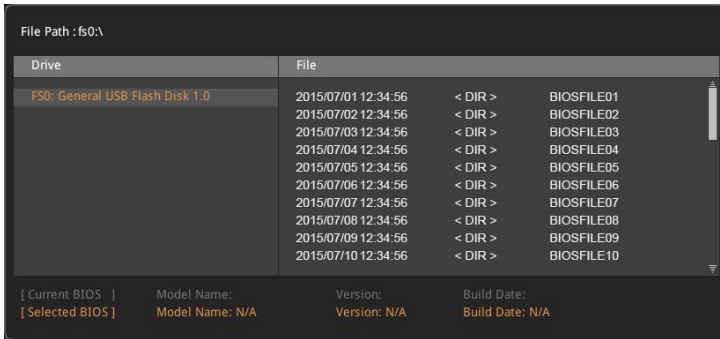 File Path : fs0:\
Drive File
FS0: General USB Flash Disk 1.0
2015/07/01 12:34:56 < DIR > BIOSFILE01
2015/07/02 12:34:56 < DIR > BIOSFILE02
2015/07/03 12:34:56 < DIR > BIOSFILE03
2015/07/04 12:34:56 < DIR > BIOSFILE04
2015/07/05 12:34:56 < DIR > BIOSFILE05
2015/07/06 12:34:56 < DIR > BIOSFILE06
2015/07/07 12:34:56 < DIR > BIOSFILE07
2015/07/08 12:34:56 < DIR > BIOSFILE08
2015/07/09 12:34:56 < DIR > BIOSFILE09
2015/07/10 12:34:56 < DIR > BIOSFILE10
[ Current BIOS ] Model Name: Version: Build Date:
[ Selected BIOS ] Model Name: N/A Version: N/A Build Date: N/A